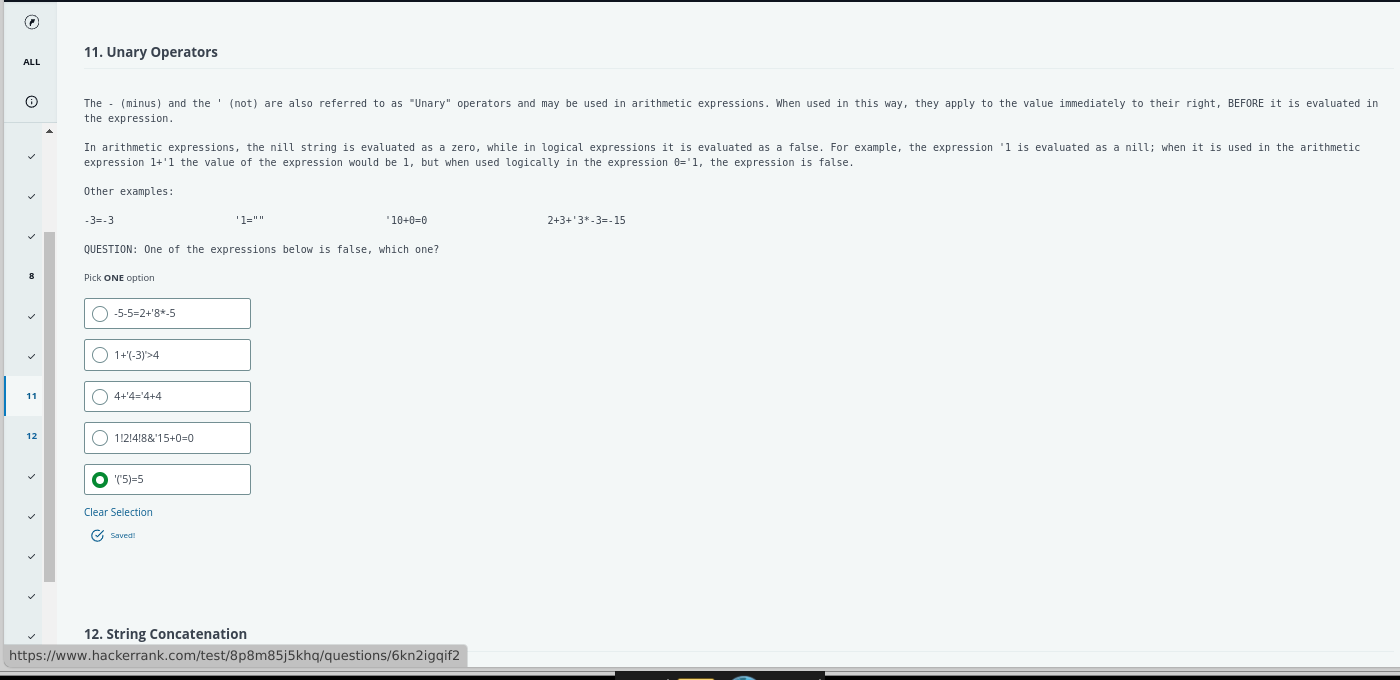 11. Unary Operators
ALL
The - (minus) and the ' (not) are also referred to as "Unary" operators and may be used in arithmetic expressions. When used in this way, they apply to the value immediately to their right, BEFORE it is evaluated in
the expression.
In arithmetic expressions, the nill string is evaluated as a zero, while in logical expressions it is evaluated as a false. For example, the expression '1 is evaluated as a nill; when it is used in the arithmetic
expression 1+'1 the value of the expression would be 1, but when used logically in the expression 0='1, the expression is false.
Other examples:
-3=-3 '1="" '10+0=0 2+3+'3*-3=-15
QUESTION: One of the expressions below is false, which one?
Pick ONE option
8
-5-5=2+'8*-5
1+'(-3)'>4
11
4+'4='4+4
12
1!2!4!8&'15+0=0
'('5)=5
Clear Selection
Saved!
12. String Concatenation
https://www.hackerrank.com/test/8p8m85j5khq/questions/6kn2igqif2